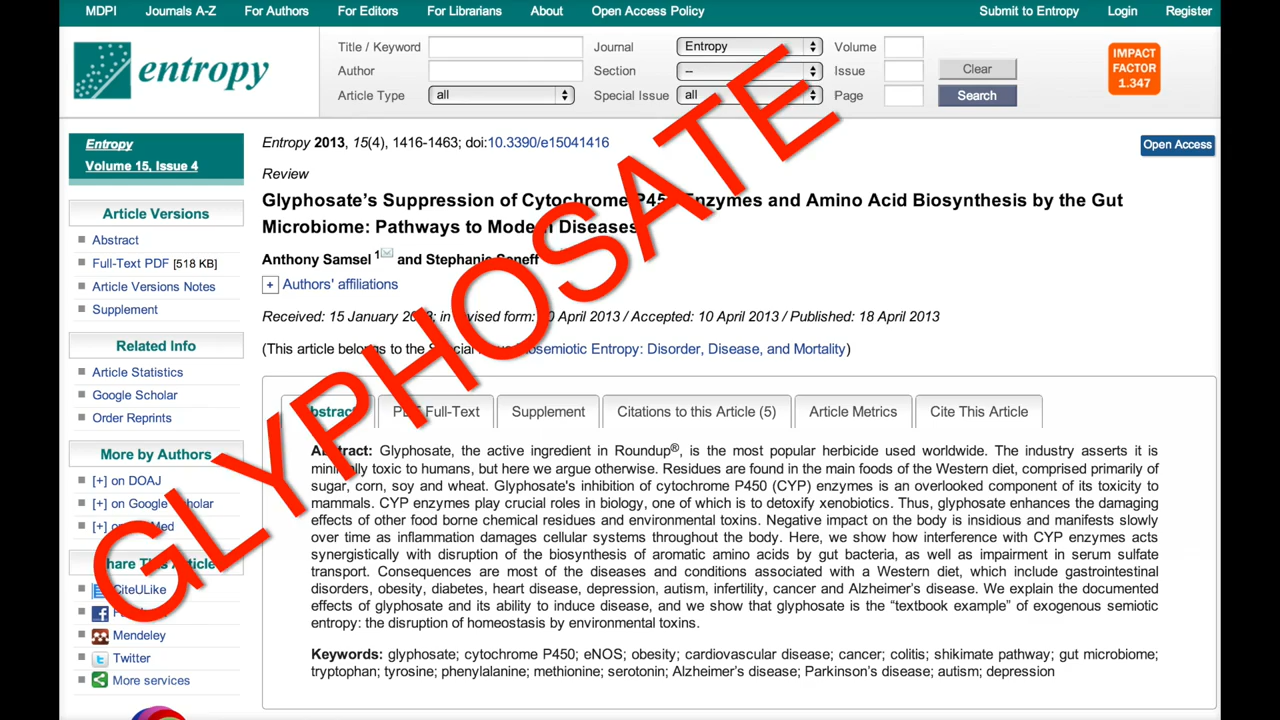 MDPI Journals A-Z For Authors For Editors For Librarians About Open Access Policy Submit to Entropy Login Register
entropy
Title / Keyword Journal Entropy Volume
Author Section -- Issue Clear
Article Type all Special Issue all Page Search
IMPACT
FACTOR
1.347
Entropy
Volume 15, Issue 4
Article Versions
Abstract
Full-Text PDF [518 KB]
Article Versions Notes
Supplement
Related Info
Article Statistics
Google Scholar
Order Reprints
More by Authors
[+] on DOAJ
[+] on Google Scholar
[+] on Med
Share This Article
CiteULike
Mendeley
Twitter
More services
Entropy 2013, 15(4), 1416-1463; doi:10.3390/e15041416
Open Access
Review
Glyphosate’s Suppression of Cytochrome P450 Enzymes and Amino Acid Biosynthesis by the Gut
Microbiome: Pathways to Modern Diseases
Anthony Samsel 1 and Stephanie Seneff
+ Authors' affiliations
Received: 15 January 2013; in revised form: 10 April 2013 / Accepted: 10 April 2013 / Published: 18 April 2013
(This article belongs to the Special Issue Biosemiotic Entropy: Disorder, Disease, and Mortality)
Abstract PDF Full-Text Supplement Citations to this Article (5) Article Metrics Cite This Article
Abstract: Glyphosate, the active ingredient in Roundup®, is the most popular herbicide used worldwide. The industry asserts it is
minimally toxic to humans, but here we argue otherwise. Residues are found in the main foods of the Western diet, comprised primarily of
sugar, corn, soy and wheat. Glyphosate's inhibition of cytochrome P450 (CYP) enzymes is an overlooked component of its toxicity to
mammals. CYP enzymes play crucial roles in biology, one of which is to detoxify xenobiotics. Thus, glyphosate enhances the damaging
effects of other food borne chemical residues and environmental toxins. Negative impact on the body is insidious and manifests slowly
over time as inflammation damages cellular systems throughout the body. Here, we show how interference with CYP enzymes acts
synergistically with disruption of the biosynthesis of aromatic amino acids by gut bacteria, as well as impairment in serum sulfate
transport. Consequences are most of the diseases and conditions associated with a Western diet, which include gastrointestinal
disorders, obesity, diabetes, heart disease, depression, autism, infertility, cancer and Alzheimer’s disease. We explain the documented
effects of glyphosate and its ability to induce disease, and we show that glyphosate is the “textbook example” of exogenous semiotic
entropy: the disruption of homeostasis by environmental toxins.
Keywords: glyphosate; cytochrome P450; eNOS; obesity; cardiovascular disease; cancer; colitis; shikimate pathway; gut microbiome;
tryptophan; tyrosine; phenylalanine; methionine; serotonin; Alzheimer’s disease; Parkinson’s disease; autism; depression
GLYPHOSATE